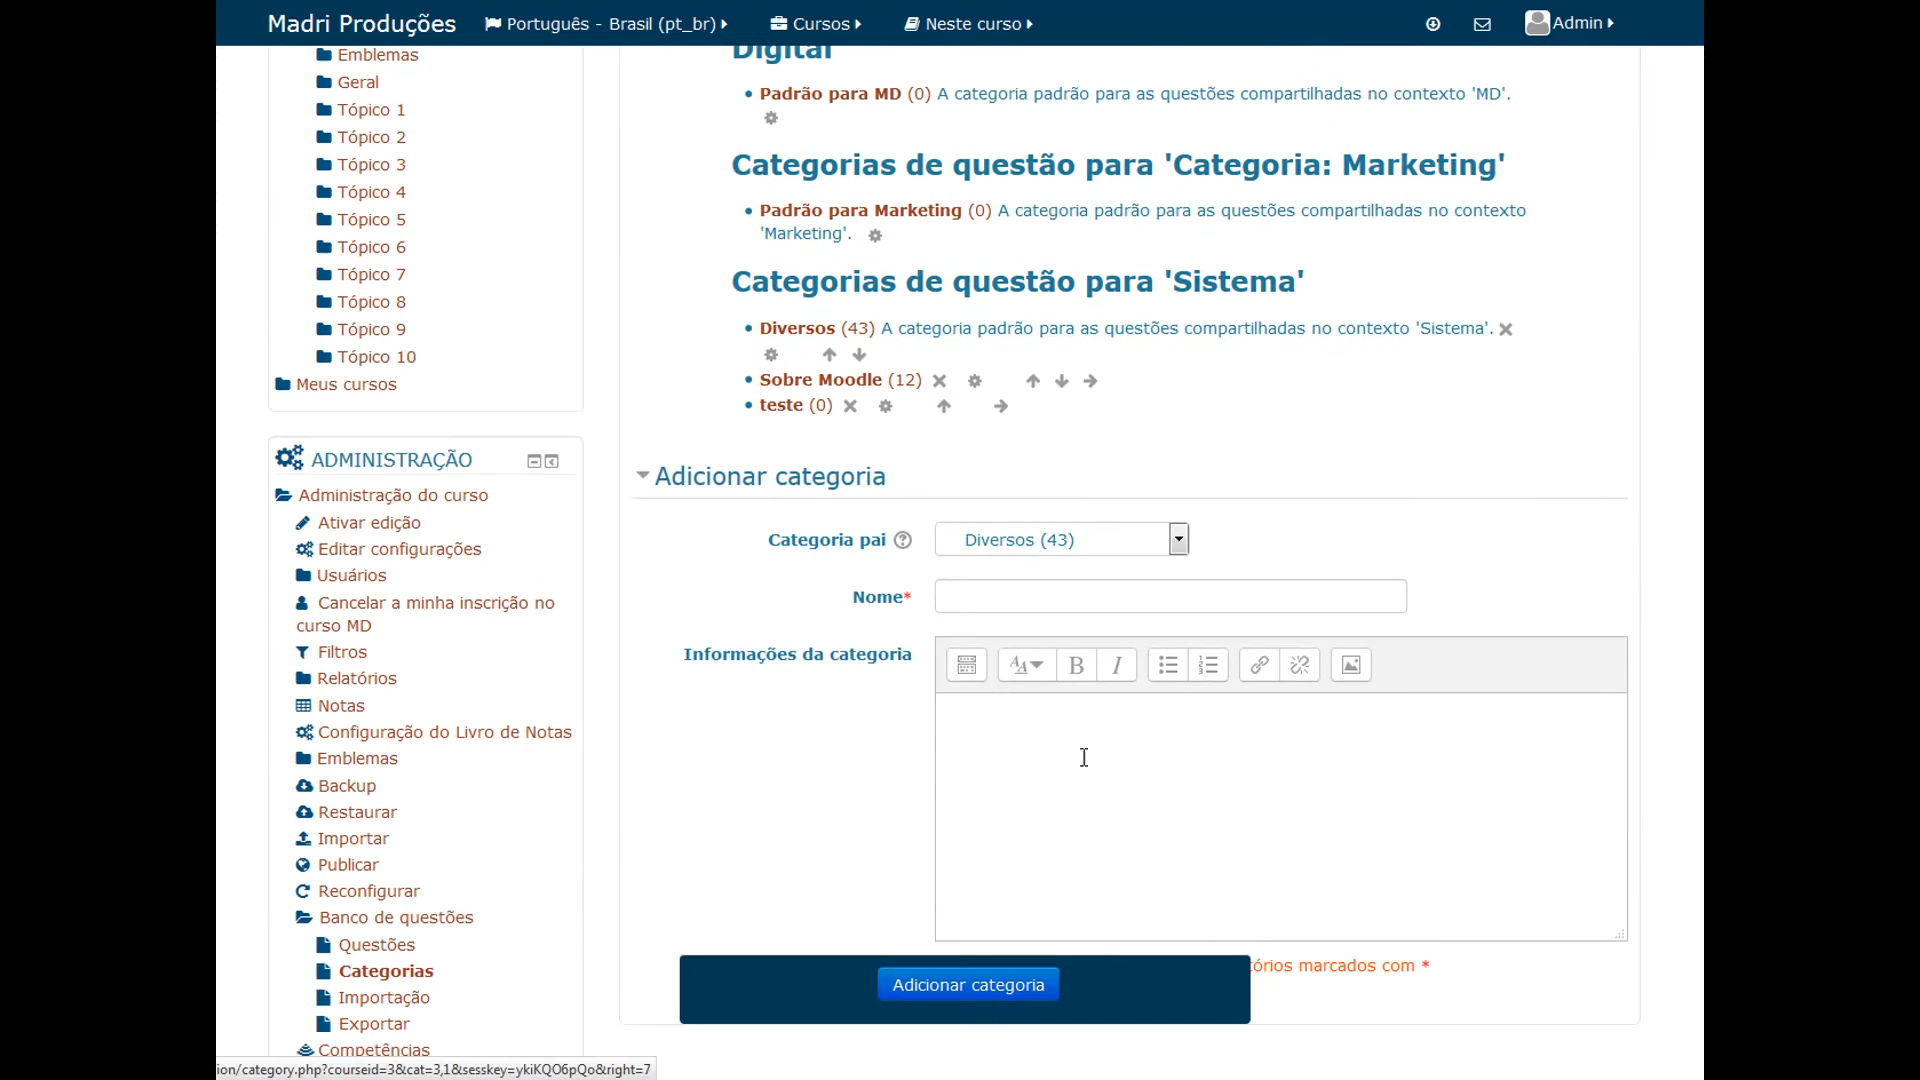 Madri Produções
Português - Brasil (pt_br)
Cursos
Neste curso
Admin
Emblemas
Geral
Tópico 1
Tópico 2
Tópico 3
Tópico 4
Tópico 5
Tópico 6
Tópico 7
Tópico 8
Tópico 9
Tópico 10
Meus cursos
ADMINISTRAÇÃO
Administração do curso
Ativar edição
Editar configurações
Usuários
Cancelar a minha inscrição no
curso MD
Filtros
Relatórios
Notas
Configuração do Livro de Notas
Emblemas
Backup
Restaurar
Importar
Publicar
Reconfigurar
Banco de questões
Questões
Categorias
Importação
Exportar
Competências
Digital
Padrão para MD (0) A categoria padrão para as questões compartilhadas no contexto 'MD'.
Categorias de questão para 'Categoria: Marketing'
Padrão para Marketing (0) A categoria padrão para as questões compartilhadas no contexto
'Marketing'.
Categorias de questão para 'Sistema'
Diversos (43) A categoria padrão para as questões compartilhadas no contexto 'Sistema'.
Sobre Moodle (12)
teste (0)
Adicionar categoria
Categoria pai
Diversos (43)
Nome*
Informações da categoria
tórios marcados com *
Adicionar categoria
ion/category.php?courseid=3&cat=3,1&sesskey=ykiKQO6pQo&right=7